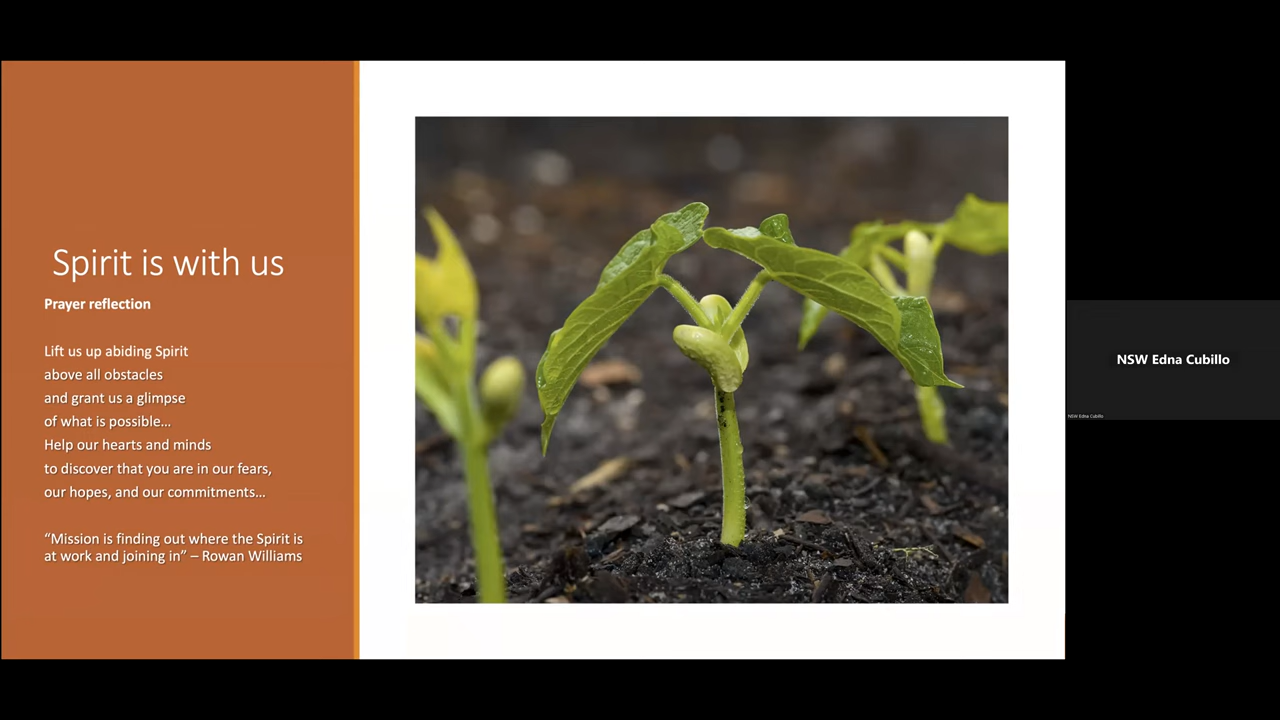 Spirit is with us
Prayer reflection
Lift us up abiding Spirit
above all obstacles
and grant us a glimpse
of what is possible…
Help our hearts and minds
to discover that you are in our fears,
our hopes, and our commitments…
“Mission is finding out where the Spirit is
at work and joining in” – Rowan Williams
NSW Edna Cubillo
NSW Edna Cubillo